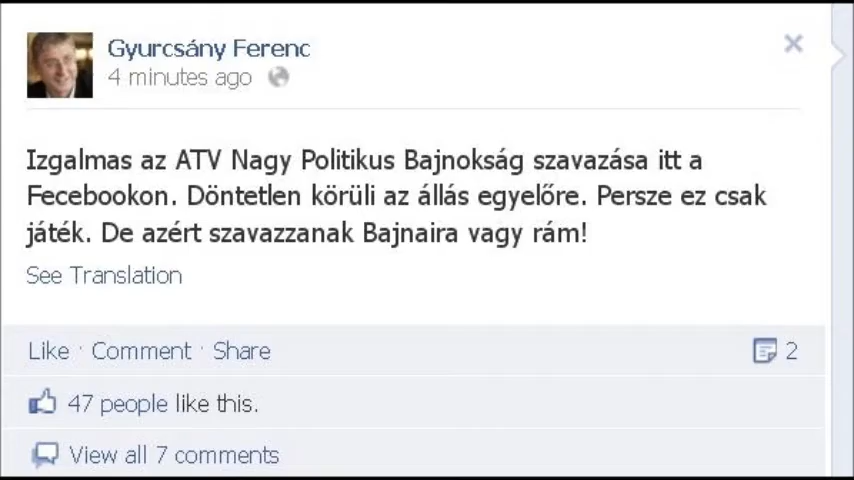 Gyurcsány Ferenc
4 minutes ago
Izgalmas az ATV Nagy Politikus Bajnokság szavazása itt a
Fecebookon. Döntetlen körüli az állás egyelőre. Persze ez csak
játék. De azért szavazzanak Bajnaira vagy rám!
See Translation
Like · Comment · Share 2
47 people like this.
View all 7 comments